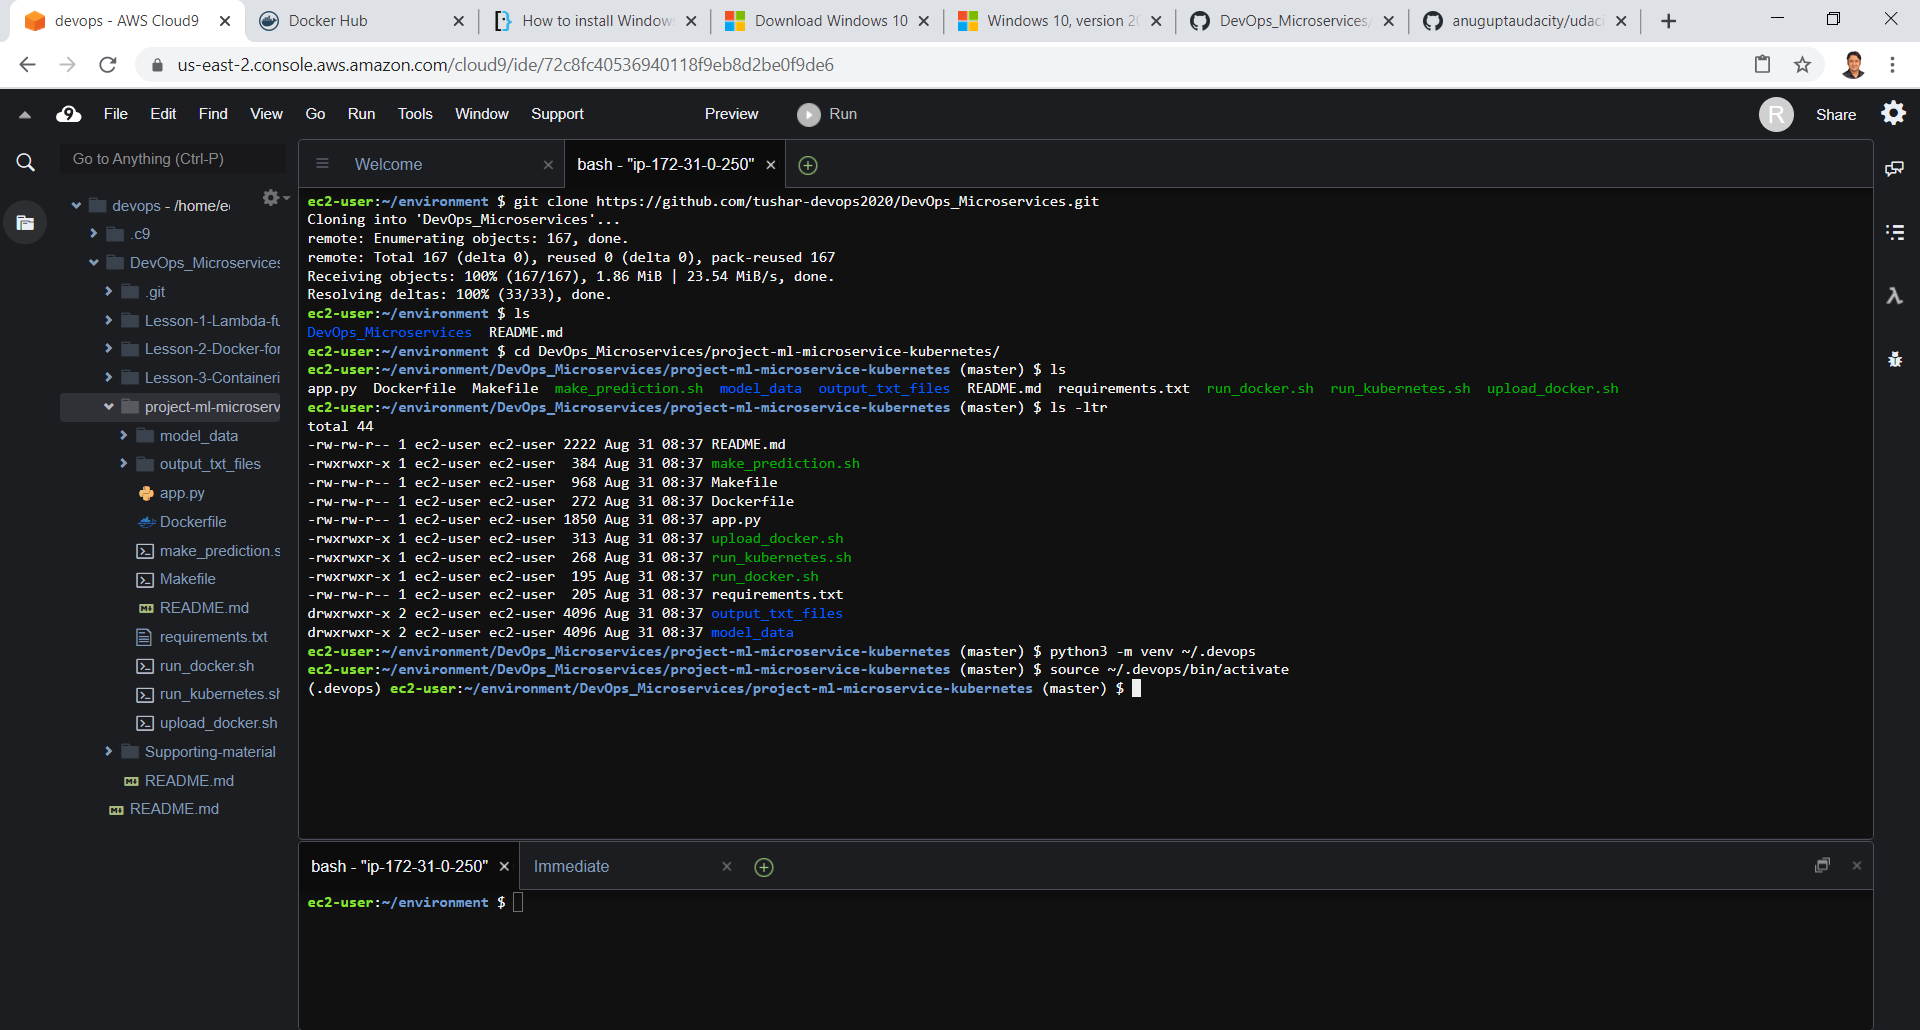 devops - AWS Cloud9
Docker Hub
How to install Window
Download Windows 10
Windows 10, version 20
DevOps_Microservices/
anuguptaudacity/udaci
us-east-2.console.aws.amazon.com/cloud9/ide/72c8fc40536940118f9eb8d2be0f9de6
9 File Edit Find View Go Run Tools Window Support Preview Run R Share
Go to Anything (Ctrl-P)
Welcome
bash - "ip-172-31-0-250"
devops - /home/e
.c9
DevOps_Microservices
.git
Lesson-1-Lambda-fu
Lesson-2-Docker-for
Lesson-3-Containeri
project-ml-microserv
model_data
output_txt_files
app.py
Dockerfile
make_prediction.s
Makefile
README.md
requirements.txt
run_docker.sh
run_kubernetes.sh
upload_docker.sh
Supporting-material
README.md
README.md
ec2-user:~/environment $ git clone https://github.com/tushar-devops2020/DevOps_Microservices.git
Cloning into 'DevOps_Microservices'...
remote: Enumerating objects: 167, done.
remote: Total 167 (delta 0), reused 0 (delta 0), pack-reused 167
Receiving objects: 100% (167/167), 1.86 MiB | 23.54 MiB/s, done.
Resolving deltas: 100% (33/33), done.
ec2-user:~/environment $ ls
DevOps_Microservices  README.md
ec2-user:~/environment $ cd DevOps_Microservices/project-ml-microservice-kubernetes/
ec2-user:~/environment/DevOps_Microservices/project-ml-microservice-kubernetes (master) $ ls
app.py  Dockerfile  Makefile  make_prediction.sh  model_data  output_txt_files  README.md  requirements.txt  run_docker.sh  run_kubernetes.sh  upload_docker.sh
ec2-user:~/environment/DevOps_Microservices/project-ml-microservice-kubernetes (master) $ ls -ltr
total 44
-rw-rw-r-- 1 ec2-user ec2-user 2222 Aug 31 08:37 README.md
-rwxrwxr-x 1 ec2-user ec2-user  384 Aug 31 08:37 make_prediction.sh
-rw-rw-r-- 1 ec2-user ec2-user  968 Aug 31 08:37 Makefile
-rw-rw-r-- 1 ec2-user ec2-user  272 Aug 31 08:37 Dockerfile
-rw-rw-r-- 1 ec2-user ec2-user 1850 Aug 31 08:37 app.py
-rwxrwxr-x 1 ec2-user ec2-user  313 Aug 31 08:37 upload_docker.sh
-rwxrwxr-x 1 ec2-user ec2-user  268 Aug 31 08:37 run_kubernetes.sh
-rwxrwxr-x 1 ec2-user ec2-user  195 Aug 31 08:37 run_docker.sh
-rw-rw-r-- 1 ec2-user ec2-user  205 Aug 31 08:37 requirements.txt
drwxrwxr-x 2 ec2-user ec2-user 4096 Aug 31 08:37 output_txt_files
drwxrwxr-x 2 ec2-user ec2-user 4096 Aug 31 08:37 model_data
ec2-user:~/environment/DevOps_Microservices/project-ml-microservice-kubernetes (master) $ python3 -m venv ~/.devops
ec2-user:~/environment/DevOps_Microservices/project-ml-microservice-kubernetes (master) $ source ~/.devops/bin/activate
(.devops) ec2-user:~/environment/DevOps_Microservices/project-ml-microservice-kubernetes (master) $
bash - "ip-172-31-0-250"
Immediate
ec2-user:~/environment $